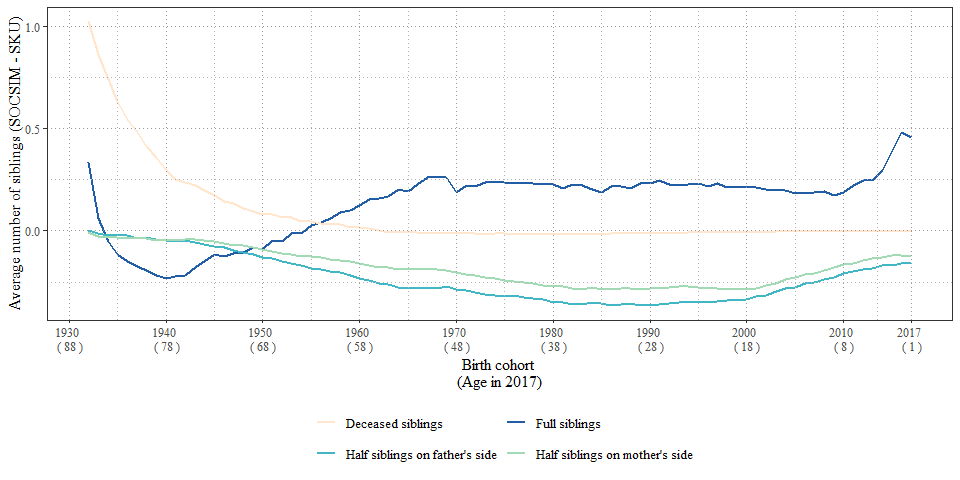 Average number of siblings (SOCSIM - SKU)
1.0
0.5
0.0
1930 1940 1950 1960 1970 1980 1990 2000 2010 2017
( 88 ) ( 78 ) ( 68 ) ( 58 ) ( 48 ) ( 38 ) ( 28 ) ( 18 ) ( 8 ) ( 1 )
Birth cohort
(Age in 2017)
Deceased siblings Full siblings
Half siblings on father's side Half siblings on mother's side